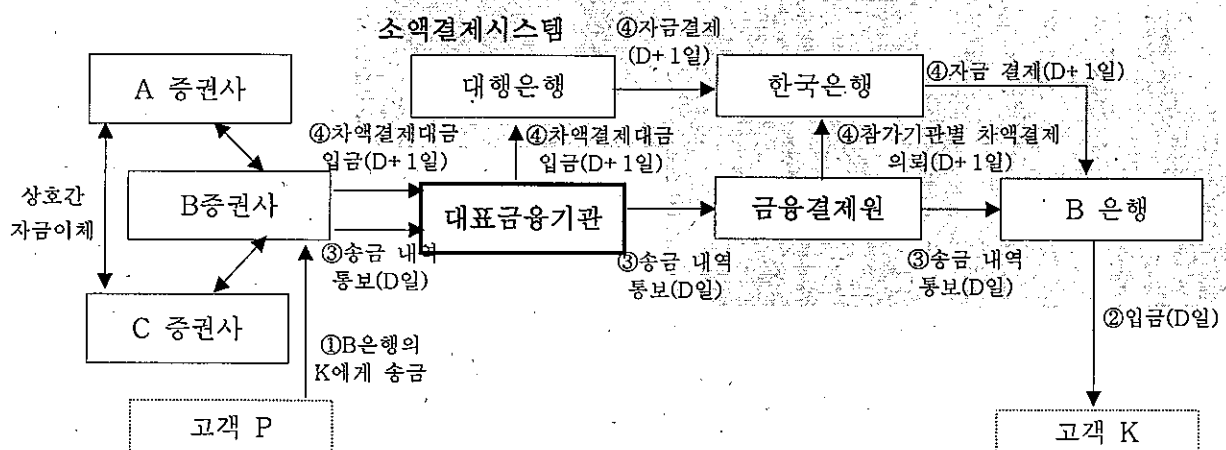 소액결제시스템
④자금결제
(D+1일)
A 증권사
대행은행
한국은행
④자금 결제(D+1일)
④차액결제대금
입금(D+1일)
④차액결제대금
입금(D+1일)
④참가기관별 차액결제
의뢰(D+1일)
상호간
자금이체
B증권사
대표금융기관
금융결제원
B 은행
③송금 내역
통보(D일)
③송금 내역
통보(D일)
③송금 내역
통보(D일)
C 증권사
①B은행의
K에게 송금
②입금(D일)
고객 P
고객 K